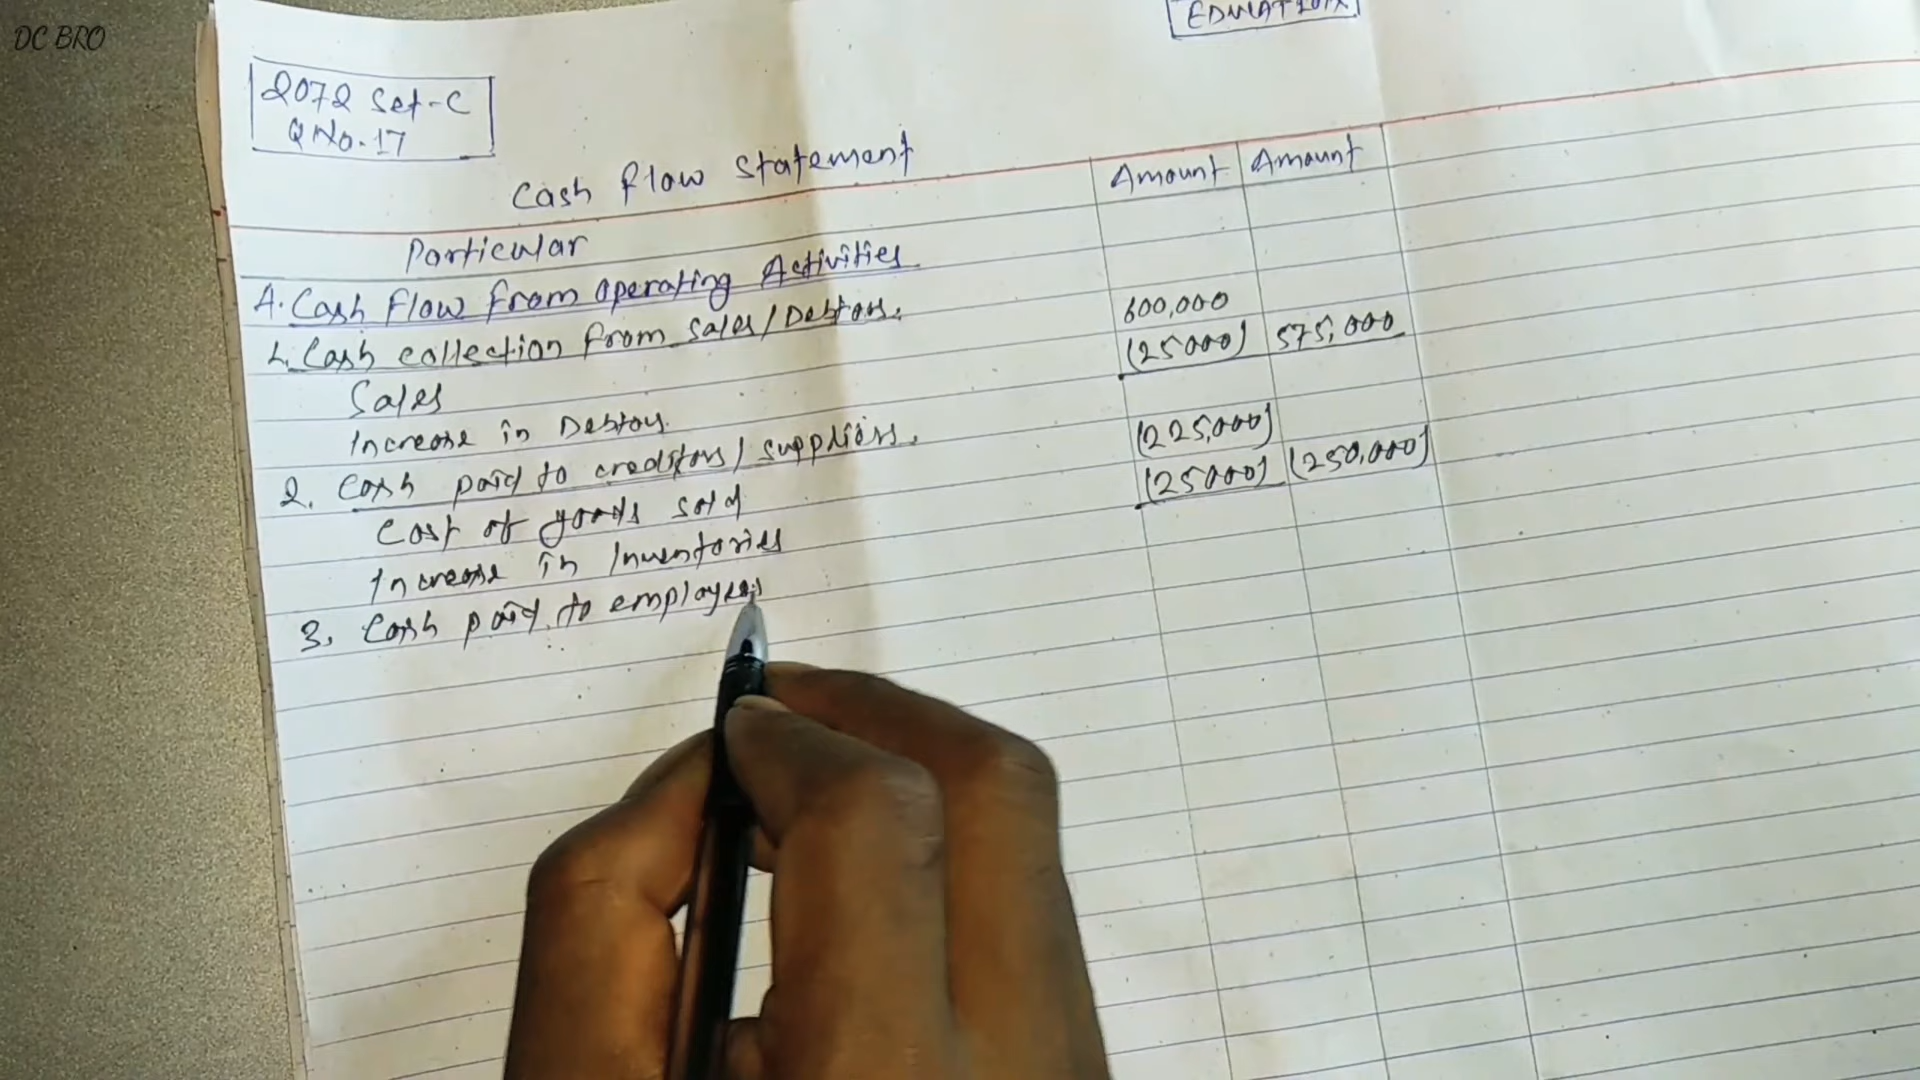 DC BRO
EDUCATION
2072 Set-C
Q No. 17
Cash flow statement
Particular
Amount
Amount
A. Cash flow from operating Activities
1. Cash collection from sales/Debtors.
Sales
600,000
Increase in Debtors
(25000)
575,000
2. Cash paid to creditors/suppliers.
Cost of goods sold
(225,000)
Increase in Inventories
(25000)
(250,000)
3. Cash paid to employees